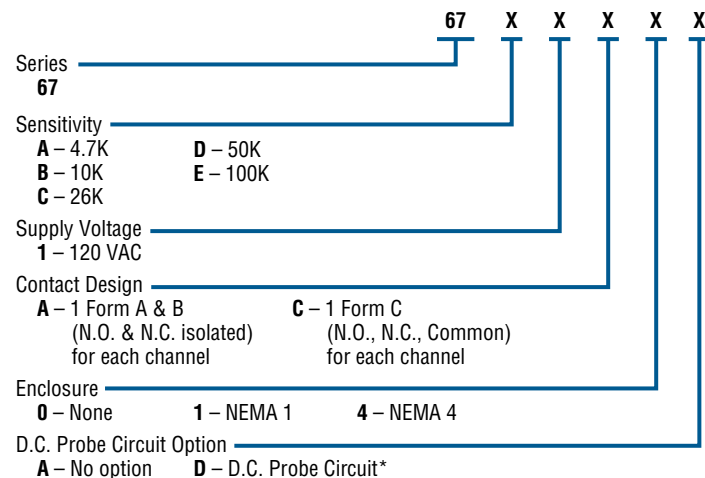 67 X X X X X
Series
67
Sensitivity
A – 4.7K D – 50K
B – 10K E – 100K
C – 26K
Supply Voltage
1 – 120 VAC
Contact Design
A – 1 Form A & B C – 1 Form C
(N.O. & N.C. isolated) (N.O., N.C., Common)
for each channel for each channel
Enclosure
0 – None 1 – NEMA 1 4 – NEMA 4
D.C. Probe Circuit Option
A – No option D – D.C. Probe Circuit*